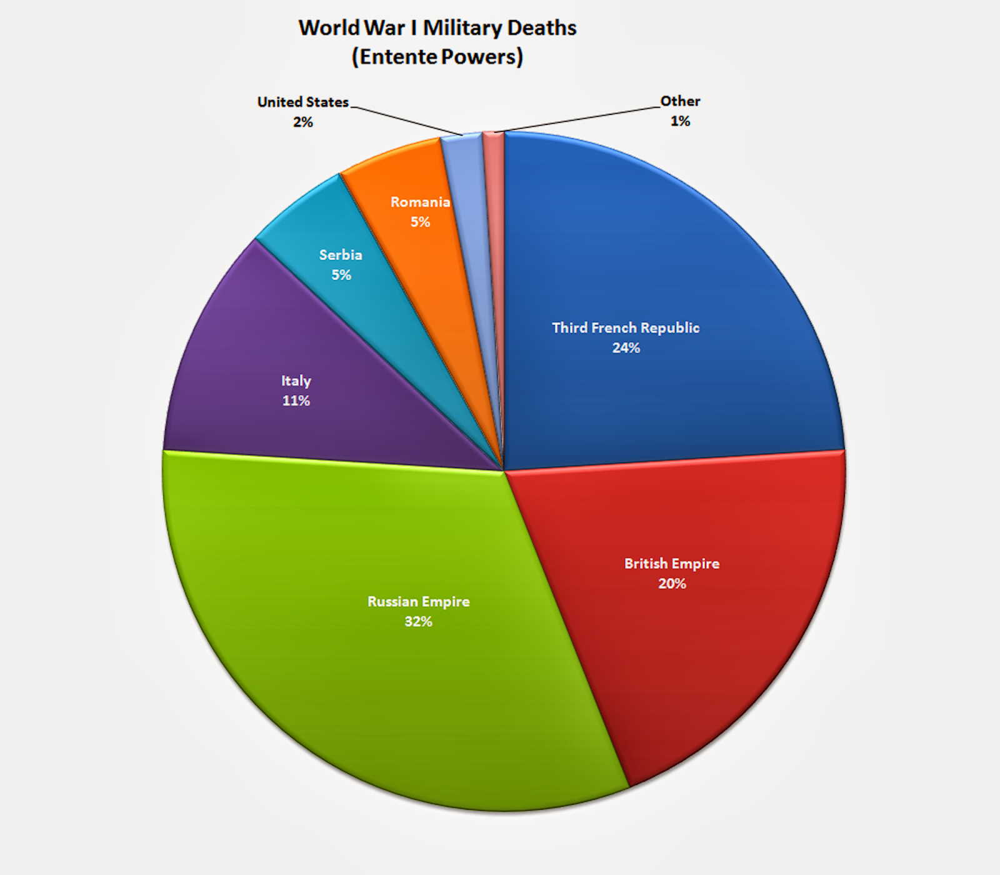 World War I Military Deaths
(Entente Powers)
United States
2%
Other
1%
Romania
5%
Serbia
5%
Third French Republic
24%
Italy
11%
British Empire
20%
Russian Empire
32%